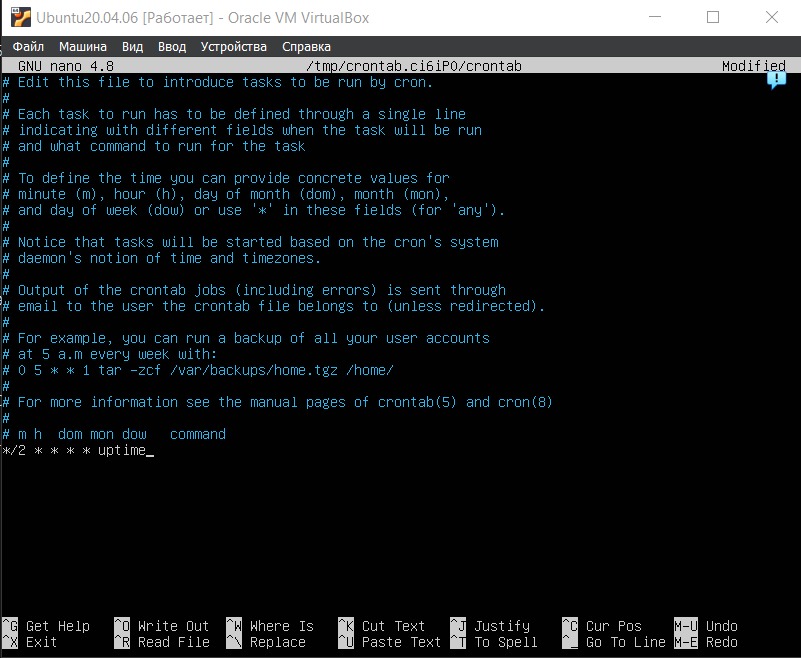 Ubuntu20.04.06 [Работает] - Oracle VM VirtualBox
Файл Машина Вид Ввод Устройства Справка
GNU nano 4.8 /tmp/crontab.ci6iPO/crontab Modified
# Edit this file to introduce tasks to be run by cron.
#
# Each task to run has to be defined through a single line
# indicating with different fields when the task will be run
# and what command to run for the task
#
# To define the time you can provide concrete values for
# minute (m), hour (h), day of month (dom), month (mon),
# and day of week (dow) or use '*' in these fields (for 'any').
#
# Notice that tasks will be started based on the cron's system
# daemon's notion of time and timezones.
#
# Output of the crontab jobs (including errors) is sent through
# email to the user the crontab file belongs to (unless redirected).
#
# For example, you can run a backup of all your user accounts
# at 5 a.m every week with:
# 0 5 * * 1 tar -zcf /var/backups/home.tgz /home/
#
# For more information see the manual pages of crontab(5) and cron(8)
#
# m h  dom mon dow   command
*/2 * * * * uptime_
^G Get Help ^O Write Out ^W Where Is ^K Cut Text ^J Justify ^C Cur Pos M-U Undo
^X Exit ^R Read File ^\ Replace ^U Paste Text ^T To Spell ^_ Go To Line M-E Redo